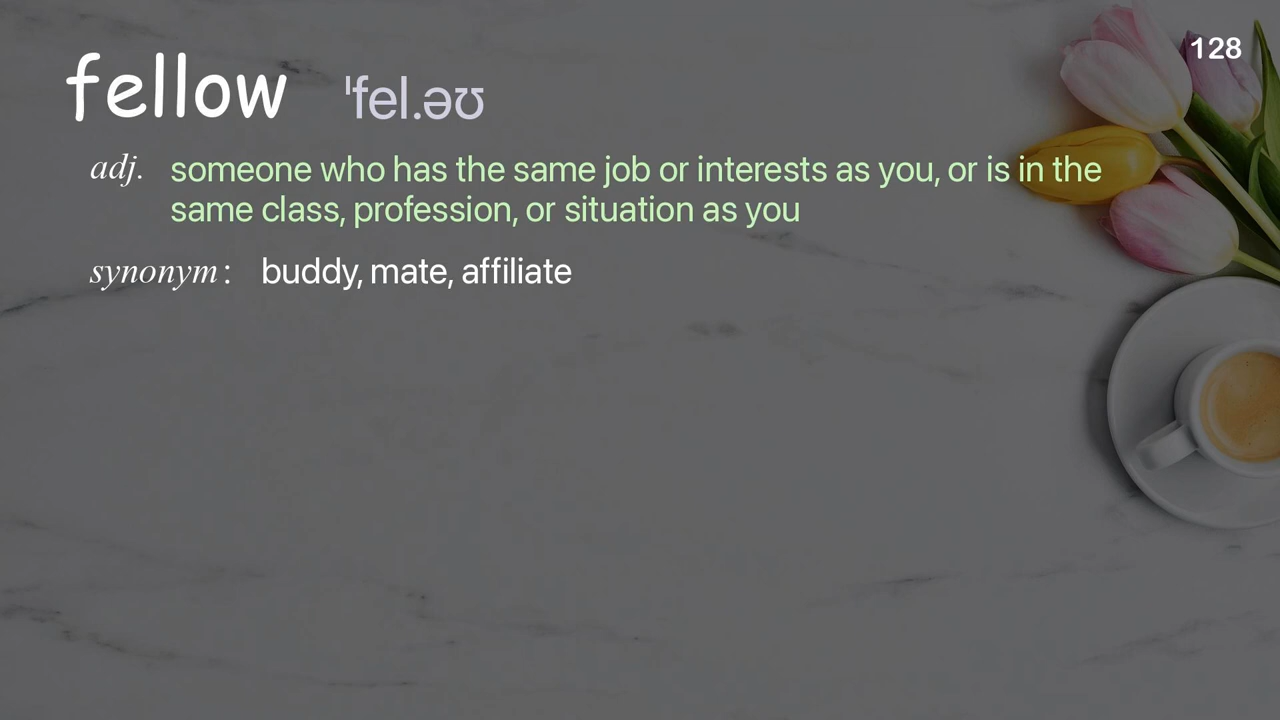 128
fellow ˈfel.əʊ
adj. someone who has the same job or interests as you, or is in the
same class, profession, or situation as you
synonym: buddy, mate, affiliate